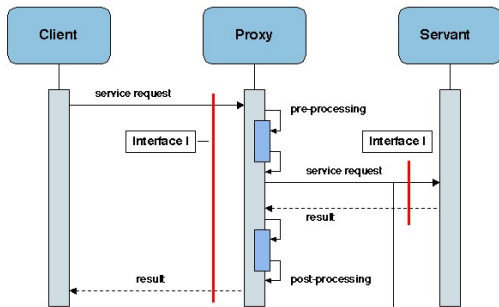 Client
Proxy
Servant
service request
pre-processing
Interface I
Interface I
service request
result
result
post-processing